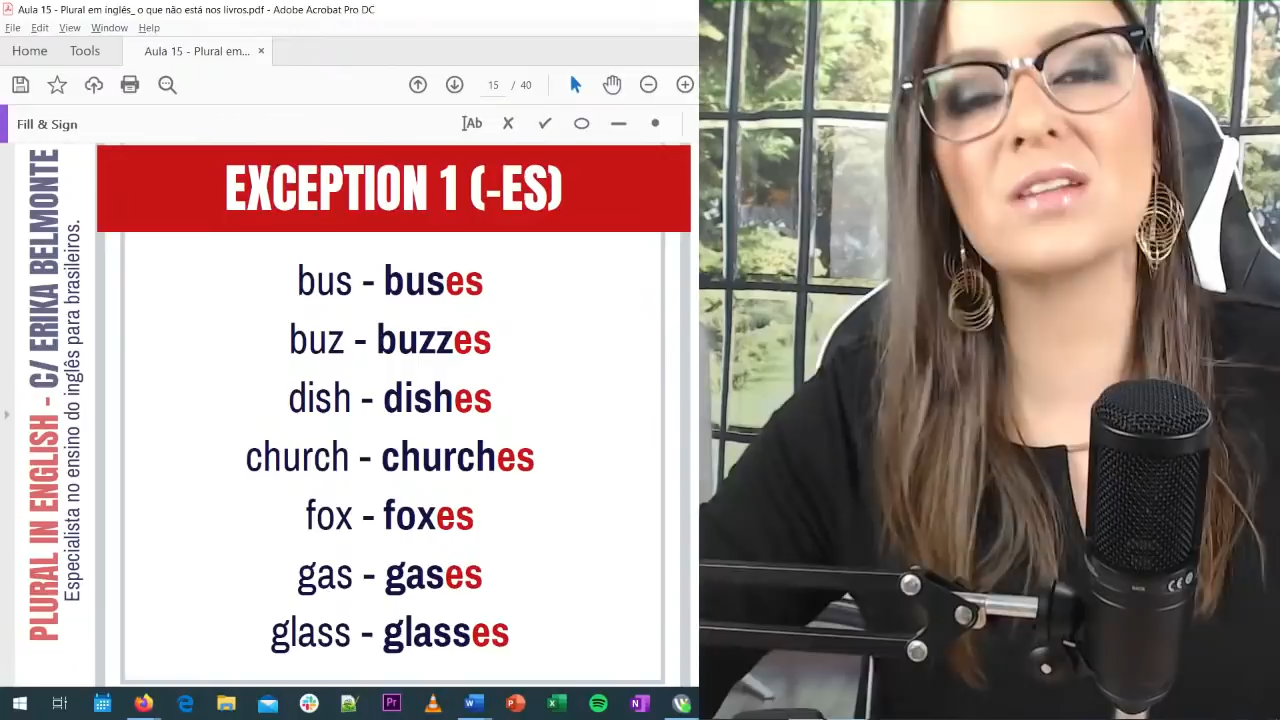 Aula 15 - Plural em inglês_ o que não está nos livros.pdf - Adobe Acrobat Pro DC
File Edit View Window Help
Home Tools Aula 15 - Plural em... ×
15 / 40
Fill & Sign
IAb
PLURAL IN ENGLISH - C/ ERIKA BELMONTE
Especialista no ensino do inglês para brasileiros.
EXCEPTION 1 (-ES)
bus - buses
buz - buzzes
dish - dishes
church - churches
fox - foxes
gas - gases
glass - glasses